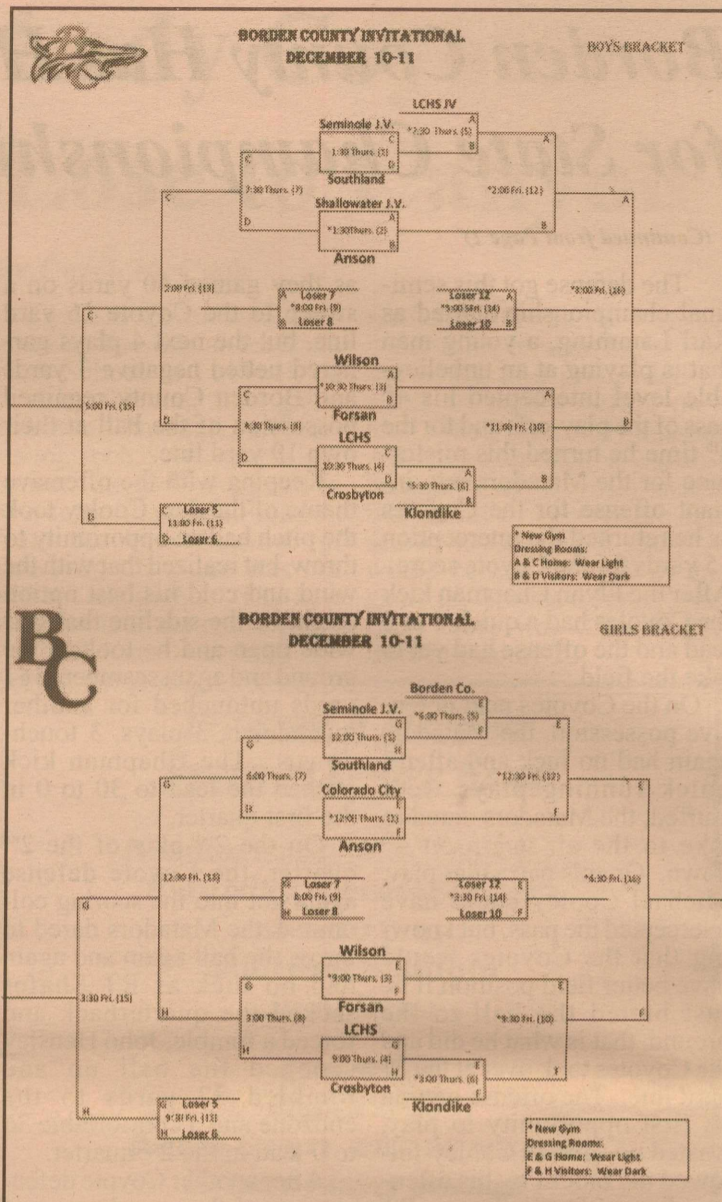 BC
BORDEN COUNTY INVITATIONAL
DECEMBER 10-11
BOYS BRACKET
LCHS JV
A
*2:30 Thurs. (5)
B
Seminole J.V.
C
1:30 Thurs. (1)
D
Southland
A
*2:00 Fri. (12)
B
C
7:30 Thurs. (7)
D
Shallowater J.V.
A
*1:30Thurs. (2)
B
Anson
C
2:00 Fri. (13)
D
A Loser 7
*8:00 Fri. (9)
B Loser 8
Loser 12 A
*5:00 SFri. (14)
Loser 10 B
A
*8:00 Fri. (16)
B
C
5:00 Fri. (15)
D
Wilson
A
*10:30 Thurs. (3)
B
Forsan
C
4:30 Thurs. (8)
D
LCHS
C
10:30 Thurs. (4)
D
Crosbyton
A
*11:00 Fri. (10)
B
A
*5:30 Thurs. (6)
B
Klondike
C Loser 5
11:00 Fri. (11)
D Loser 6
* New Gym
Dressing Rooms:
A & C Home: Wear Light
B & D Visitors: Wear Dark
BC
BORDEN COUNTY INVITATIONAL
DECEMBER 10-11
GIRLS BRACKET
Borden Co.
E
*6:00 Thurs. (5)
F
Seminole J.V.
G
12:00 Thurs. (1)
H
Southland
E
*12:30 Fri. (12)
F
G
6:00 Thurs. (7)
H
Colorado City
E
*12:00 Thurs.
F
Anson
G
12:30 Fri. (13)
H
G Loser 7
8:00 Fri. (9)
H Loser 8
Loser 12 E
*3:30 Fri. (14)
Loser 10 F
E
*6:30 Fri. (16)
F
G
3:30 Fri. (15)
H
Wilson
E
*9:00 Thurs. (3)
F
Forsan
G
3:00 Thurs. (8)
H
LCHS
G
9:00 Thurs. (4)
H
Crosbyton
E
*9:30 Fri. (10)
F
E
*3:00 Thurs. (6)
F
Klondike
G Loser 5
9:30 Fri.
H Loser 6
* New Gym
Dressing Rooms:
E & G Home: Wear Light
F & H Visitors: Wear Dark